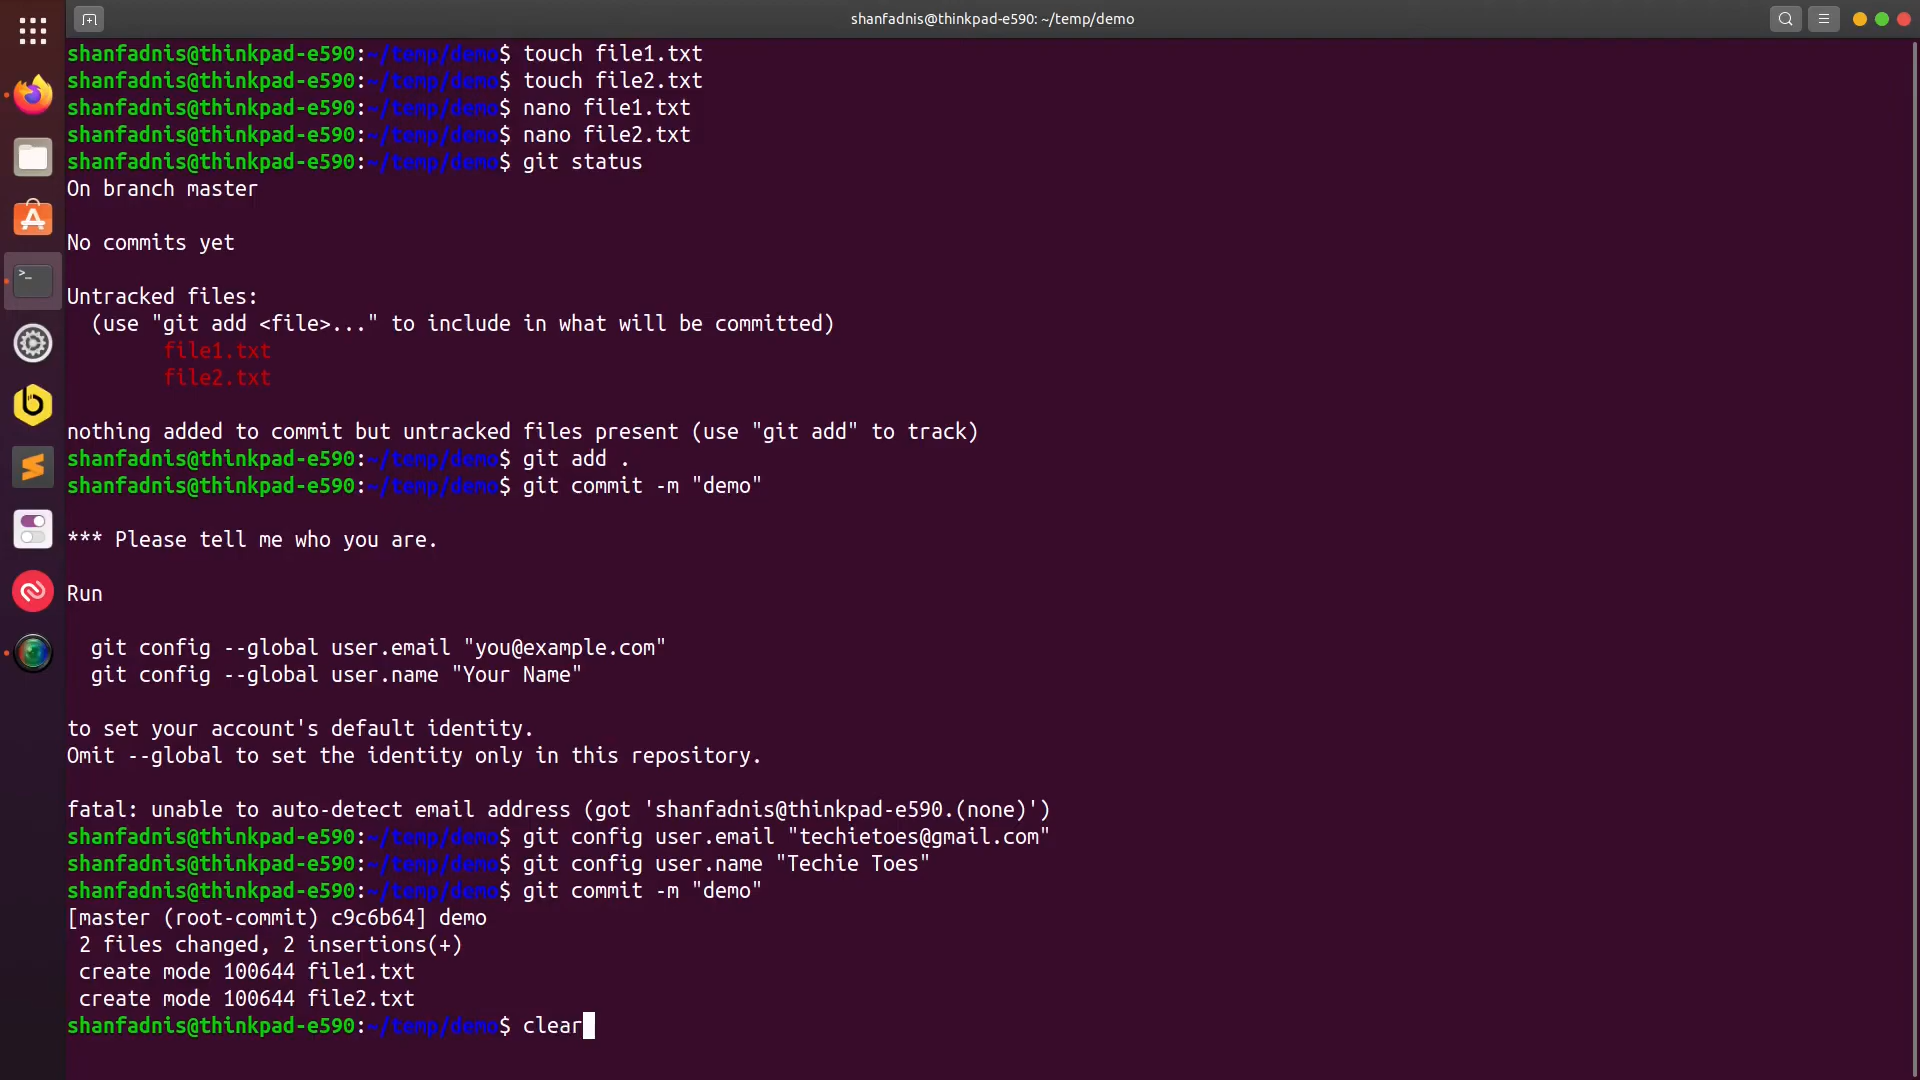 shanfadnis@thinkpad-e590: ~/temp/demo
shanfadnis@thinkpad-e590:~/temp/demo$ touch file1.txt
shanfadnis@thinkpad-e590:~/temp/demo$ touch file2.txt
shanfadnis@thinkpad-e590:~/temp/demo$ nano file1.txt
shanfadnis@thinkpad-e590:~/temp/demo$ nano file2.txt
shanfadnis@thinkpad-e590:~/temp/demo$ git status
On branch master
No commits yet
Untracked files:
(use "git add <file>..." to include in what will be committed)
file1.txt
file2.txt
nothing added to commit but untracked files present (use "git add" to track)
shanfadnis@thinkpad-e590:~/temp/demo$ git add .
shanfadnis@thinkpad-e590:~/temp/demo$ git commit -m "demo"
*** Please tell me who you are.
Run
git config --global user.email "you@example.com"
git config --global user.name "Your Name"
to set your account's default identity.
Omit --global to set the identity only in this repository.
fatal: unable to auto-detect email address (got 'shanfadnis@thinkpad-e590.(none)')
shanfadnis@thinkpad-e590:~/temp/demo$ git config user.email "techietoes@gmail.com"
shanfadnis@thinkpad-e590:~/temp/demo$ git config user.name "Techie Toes"
shanfadnis@thinkpad-e590:~/temp/demo$ git commit -m "demo"
[master (root-commit) c9c6b64] demo
2 files changed, 2 insertions(+)
create mode 100644 file1.txt
create mode 100644 file2.txt
shanfadnis@thinkpad-e590:~/temp/demo$ clear